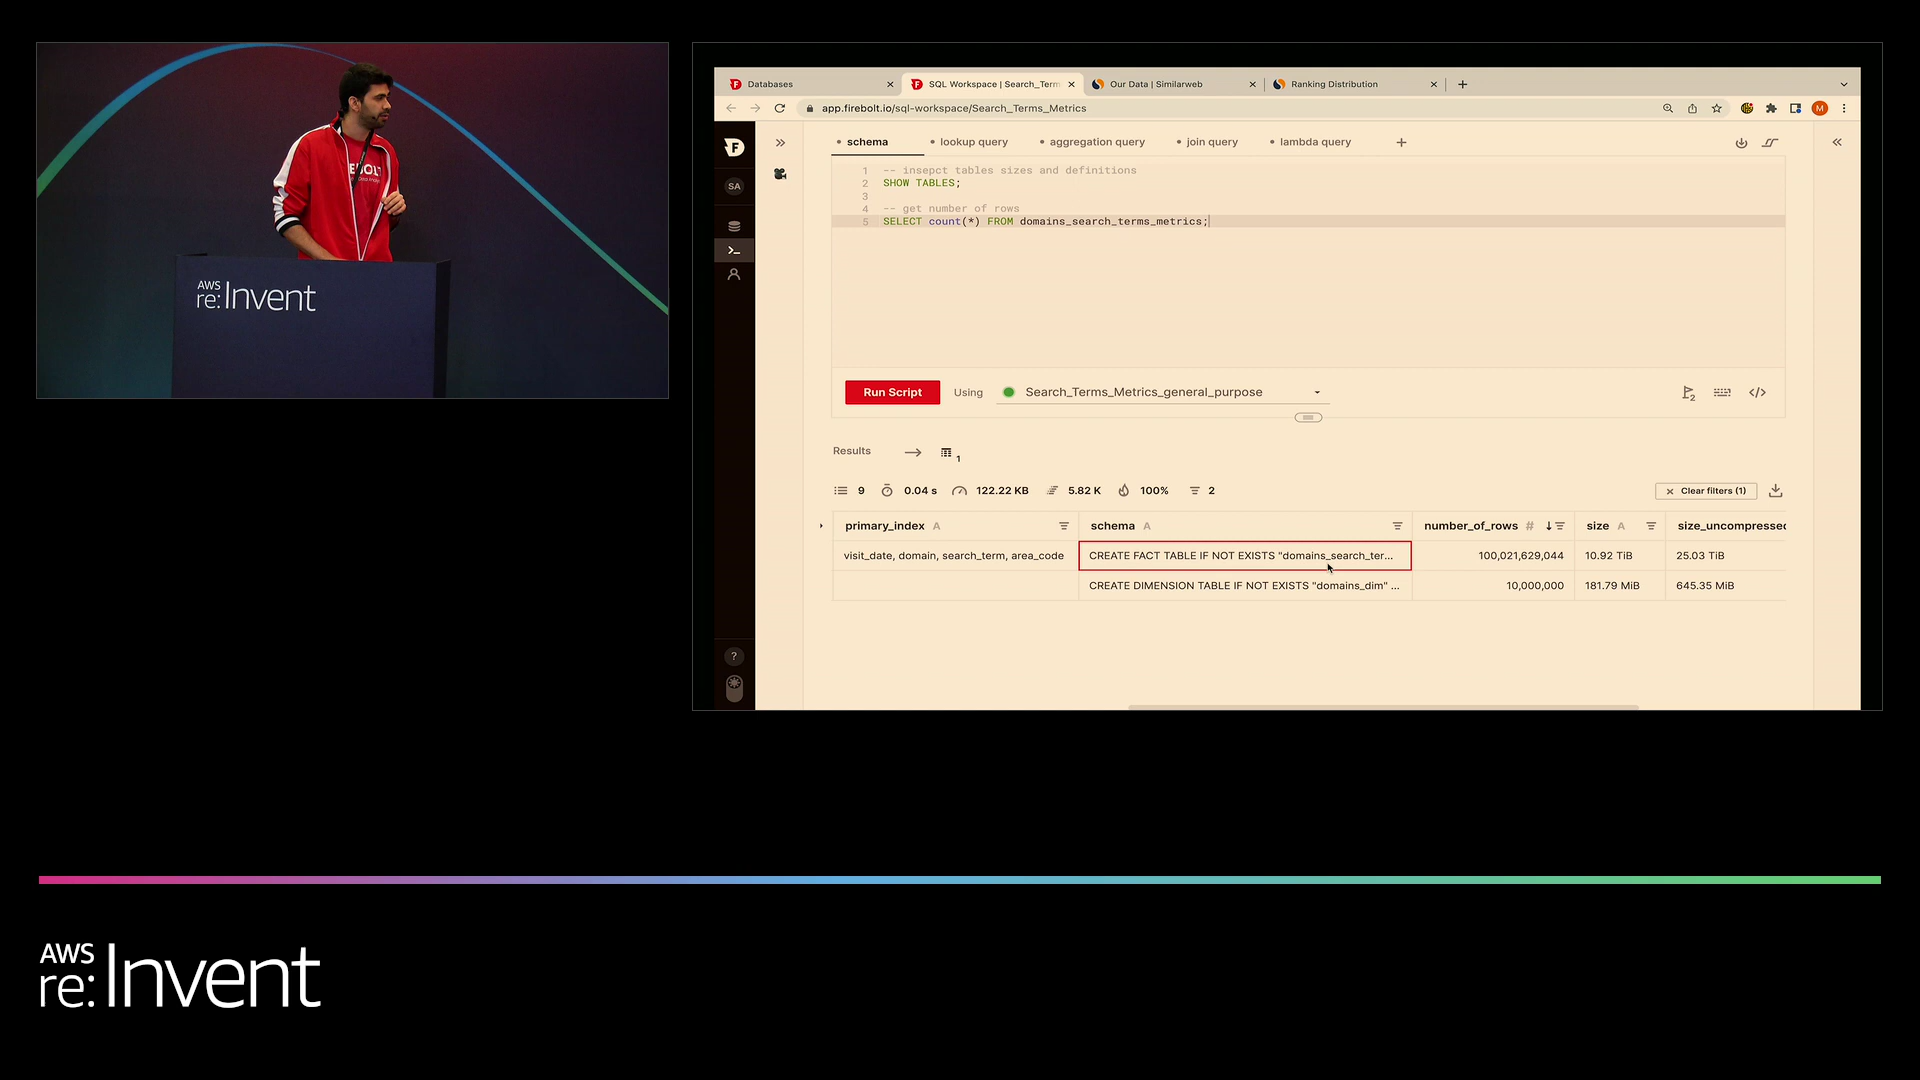 AWS
re:Invent
Databases
SQL Workspace | Search_Term
Our Data | Similarweb
Ranking Distribution
app.firebolt.io/sql-workspace/Search_Terms_Metrics
M
SA
schema
lookup query
aggregation query
join query
lambda query
1 -- insepct tables sizes and definitions
2 SHOW TABLES;
3
4 -- get number of rows
5 SELECT count(*) FROM domains_search_terms_metrics;
Run Script
Using
Search_Terms_Metrics_general_purpose
2
Results
1
9
0.04 s
122.22 KB
5.82 K
100%
2
Clear filters (1)
primary_index A
schema A
number_of_rows #
size A
size_uncompressed
visit_date, domain, search_term, area_code
CREATE FACT TABLE IF NOT EXISTS "domains_search_ter...
100,021,629,044
10.92 TiB
25.03 TiB
CREATE DIMENSION TABLE IF NOT EXISTS "domains_dim" ...
10,000,000
181.79 MiB
645.35 MiB
?
AWS
re:Invent